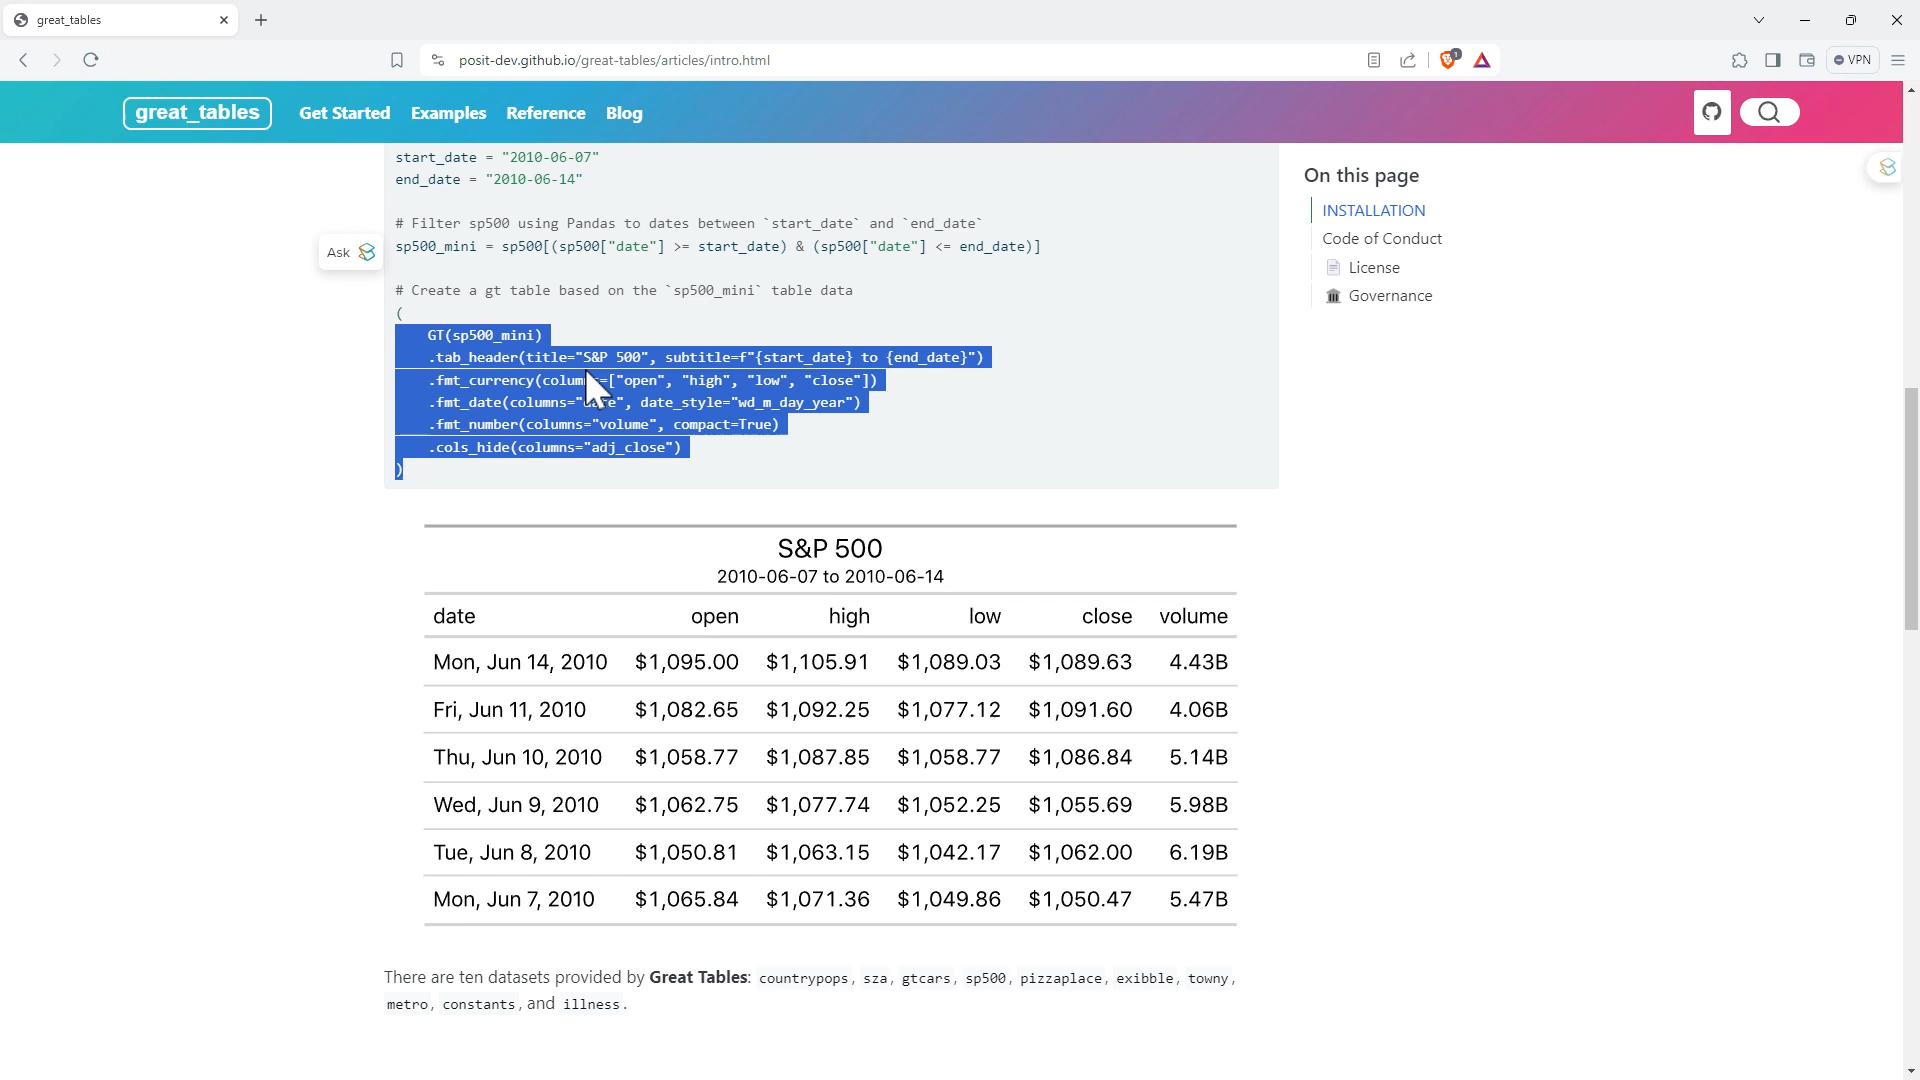 great_tables
posit-dev.github.io/great-tables/articles/intro.html
1
VPN
great_tables Get Started Examples Reference Blog
start_date = "2010-06-07"
end_date = "2010-06-14"
# Filter sp500 using Pandas to dates between `start_date` and `end_date`
sp500_mini = sp500[(sp500["date"] >= start_date) & (sp500["date"] <= end_date)]
Ask
# Create a gt table based on the `sp500_mini` table data
(
GT(sp500_mini)
.tab_header(title="S&P 500", subtitle=f"{start_date} to {end_date}")
.fmt_currency(columns=["open", "high", "low", "close"])
.fmt_date(columns="date", date_style="wd_m_day_year")
.fmt_number(columns="volume", compact=True)
.cols_hide(columns="adj_close")
)
On this page
INSTALLATION
Code of Conduct
License
Governance
S&P 500
2010-06-07 to 2010-06-14
date open high low close volume
Mon, Jun 14, 2010 $1,095.00 $1,105.91 $1,089.03 $1,089.63 4.43B
Fri, Jun 11, 2010 $1,082.65 $1,092.25 $1,077.12 $1,091.60 4.06B
Thu, Jun 10, 2010 $1,058.77 $1,087.85 $1,058.77 $1,086.84 5.14B
Wed, Jun 9, 2010 $1,062.75 $1,077.74 $1,052.25 $1,055.69 5.98B
Tue, Jun 8, 2010 $1,050.81 $1,063.15 $1,042.17 $1,062.00 6.19B
Mon, Jun 7, 2010 $1,065.84 $1,071.36 $1,049.86 $1,050.47 5.47B
There are ten datasets provided by Great Tables: countrypops, sza, gtcars, sp500, pizzaplace, exibble, towny,
metro, constants, and illness.